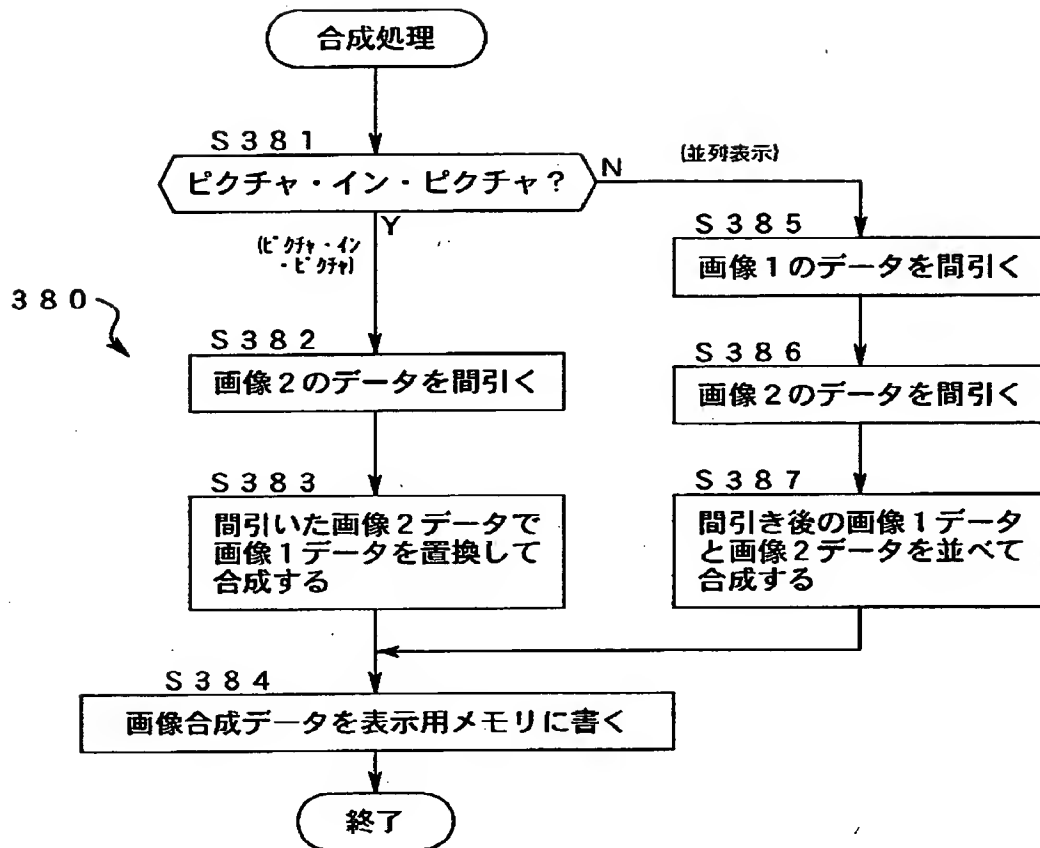 合成処理
S381
ピクチャ・イン・ピクチャ?
N
(並列表示)
Y
(ピクチャ・イン
・ピクチャ)
380
S382
画像2のデータを間引く
S383
間引いた画像2データで
画像1データを置換して
合成する
S385
画像1のデータを間引く
S386
画像2のデータを間引く
S387
間引き後の画像1データ
と画像2データを並べて
合成する
S384
画像合成データを表示用メモリに書く
終了